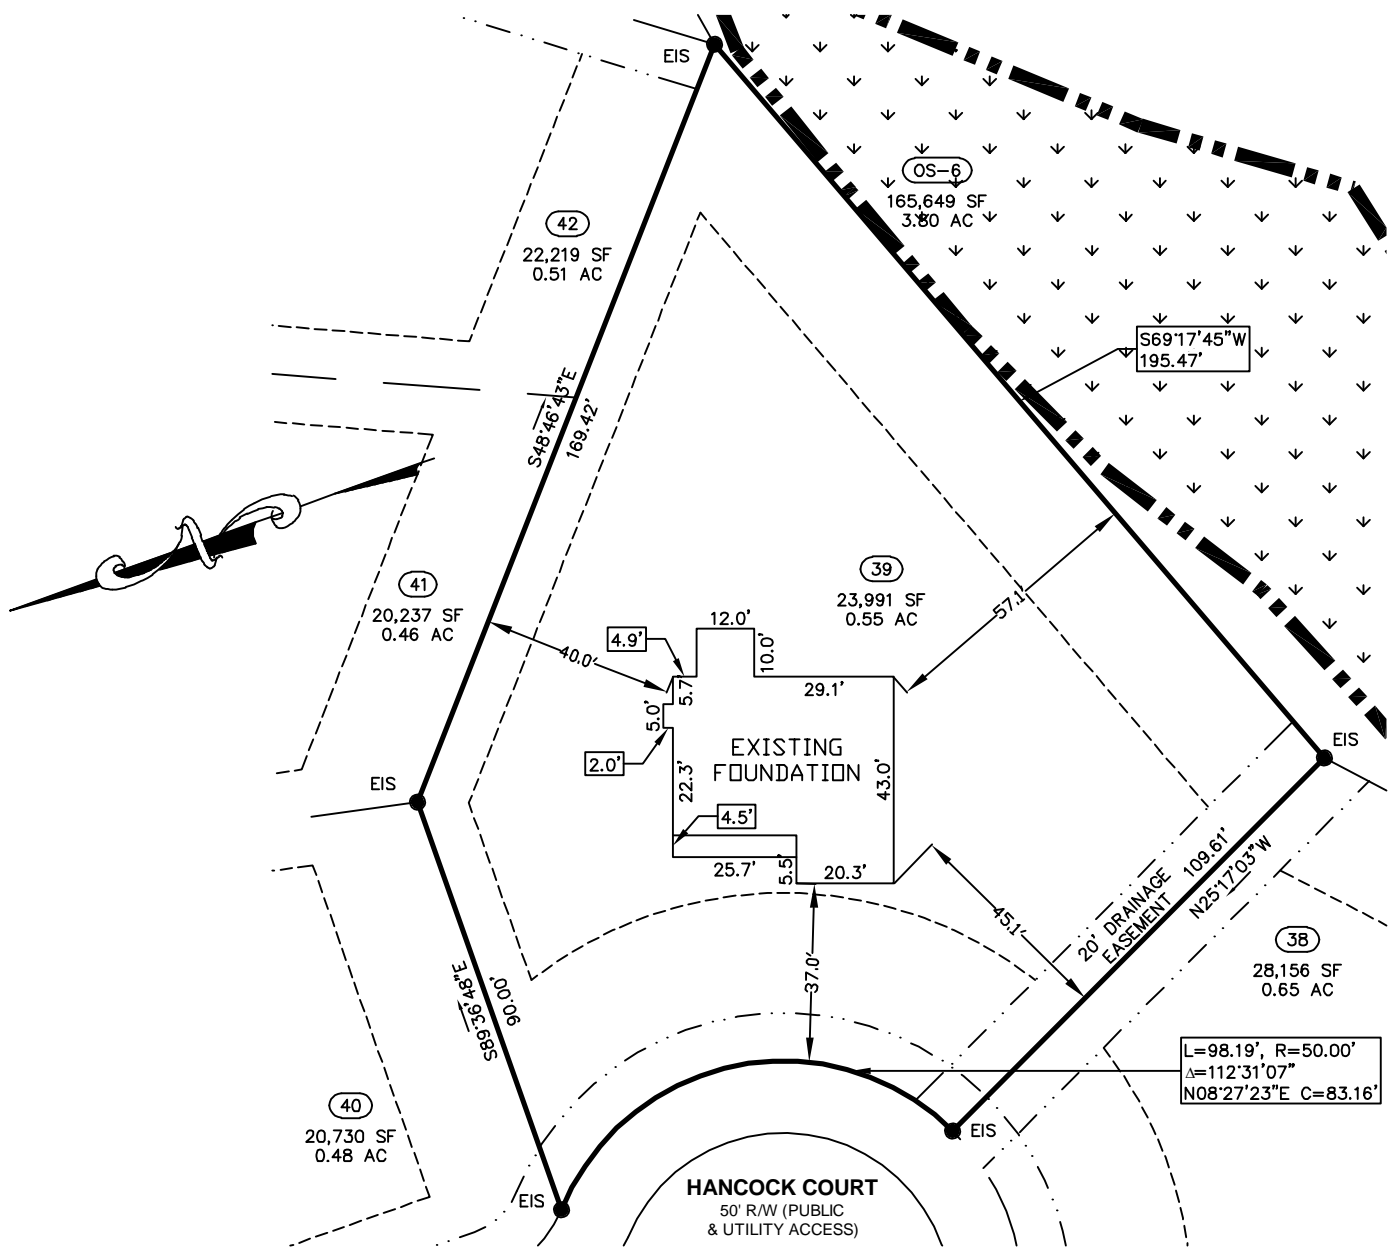 EIS
OS-6
165,649 SF
3.80 AC
42
22,219 SF
0.51 AC
S69°17'45"W
195.47'
S48°46'43"E
169.42'
41
20,237 SF
0.46 AC
39
23,991 SF
0.55 AC
57.1'
40.0'
12.0'
4.9'
10.0'
5.7'
29.1'
5.0'
2.0'
EXISTING
FOUNDATION
22.3'
43.0'
4.5'
25.7'
5.5'
20.3'
EIS
EIS
109.61'
N25°17'03"W
20' DRAINAGE
EASEMENT
45.1'
37.0'
38
28,156 SF
0.65 AC
S89°36'48"E
90.00'
L=98.19', R=50.00'
Δ=112°31'07"
N08°27'23"E C=83.16'
40
20,730 SF
0.48 AC
EIS
EIS
HANCOCK COURT
50' R/W (PUBLIC
& UTILITY ACCESS)
N